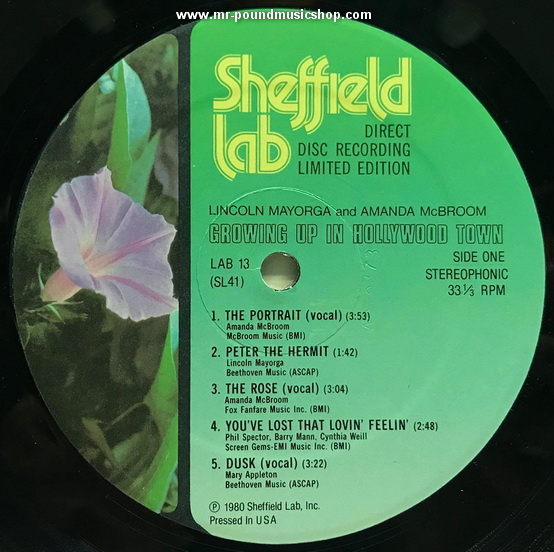 www.mr-poundmusicshop.com
Sheffield
Lab
DIRECT
DISC RECORDING
LIMITED EDITION
LINCOLN MAYORGA and AMANDA McBROOM
GROWING UP IN HOLLYWOOD TOWN
LAB 13
(SL41)
SIDE ONE
STEREOPHONIC
33⅓ RPM
1. THE PORTRAIT (vocal) (3:53)
Amanda McBroom
McBroom Music (BMI)
2. PETER THE HERMIT (1:42)
Lincoln Mayorga
Beethoven Music (ASCAP)
3. THE ROSE (vocal) (3:04)
Amanda McBroom
Fox Fanfare Music Inc. (BMI)
4. YOU'VE LOST THAT LOVIN' FEELIN' (2:48)
Phil Spector, Barry Mann, Cynthia Weill
Screen Gems-EMI Music Inc. (BMI)
5. DUSK (vocal) (3:22)
Mary Appleton
Beethoven Music (ASCAP)
℗ 1980 Sheffield Lab, Inc.
Pressed In USA